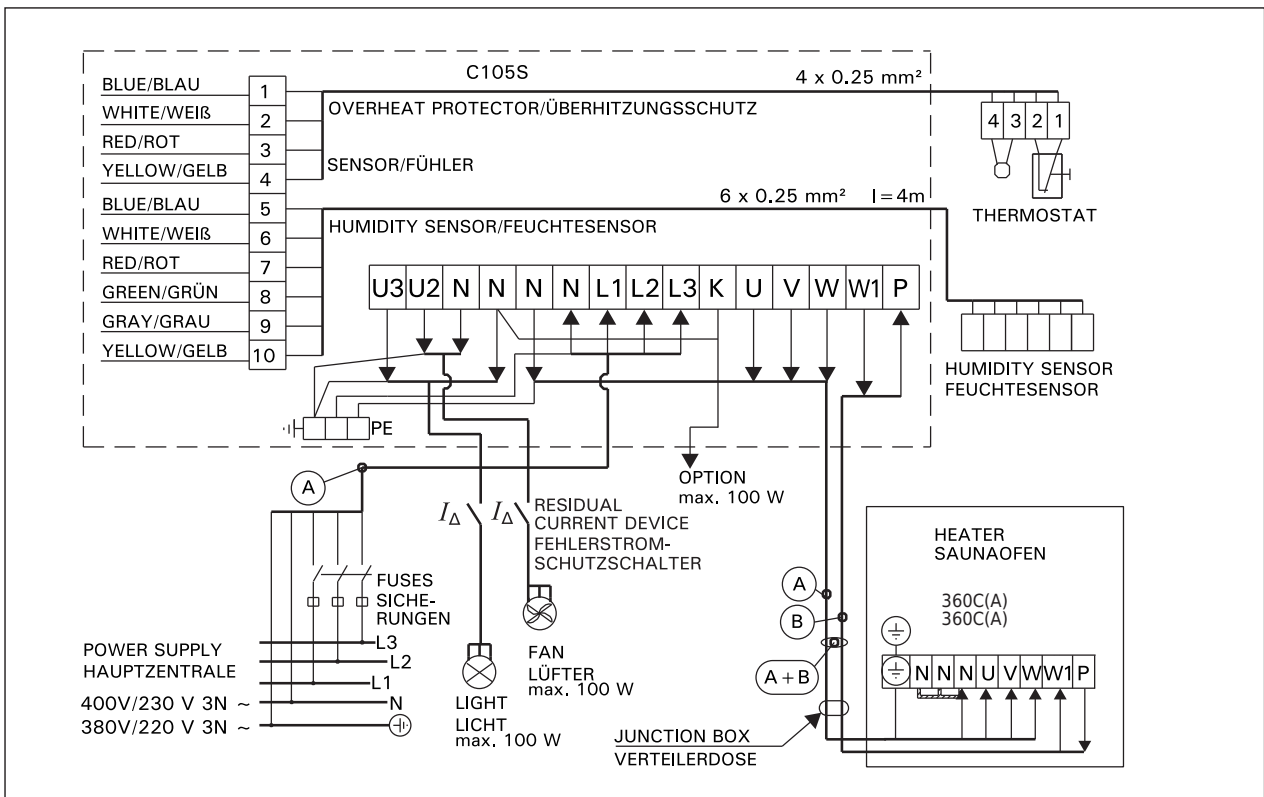 C105S
4 x 0.25 mm²
BLUE/BLAU 1
OVERHEAT PROTECTOR/ÜBERHITZUNGSSCHUTZ
WHITE/WEIß 2
RED/ROT 3
YELLOW/GELB 4
SENSOR/FÜHLER
4 3 2 1
THERMOSTAT
BLUE/BLAU 5
6 x 0.25 mm² l=4m
WHITE/WEIß 6
HUMIDITY SENSOR/FEUCHTESENSOR
RED/ROT 7
GREEN/GRÜN 8
GRAY/GRAU 9
YELLOW/GELB 10
U3 U2 N N N N L1 L2 L3 K U V W W1 P
HUMIDITY SENSOR
FEUCHTESENSOR
PE
A
OPTION
max. 100 W
I∆
I∆
RESIDUAL
CURRENT DEVICE
FEHLERSTROM-
SCHUTZSCHALTER
FUSES
SICHE-
RUNGEN
POWER SUPPLY
HAUPTZENTRALE
L3
L2
L1
400V/230 V 3N ~
N
380V/220 V 3N ~
LIGHT
LICHT
max. 100 W
FAN
LÜFTER
max. 100 W
A
B
A+B
JUNCTION BOX
VERTEILERDOSE
HEATER
SAUNAOFEN
360C(A)
360C(A)
N N N U V W W1 P